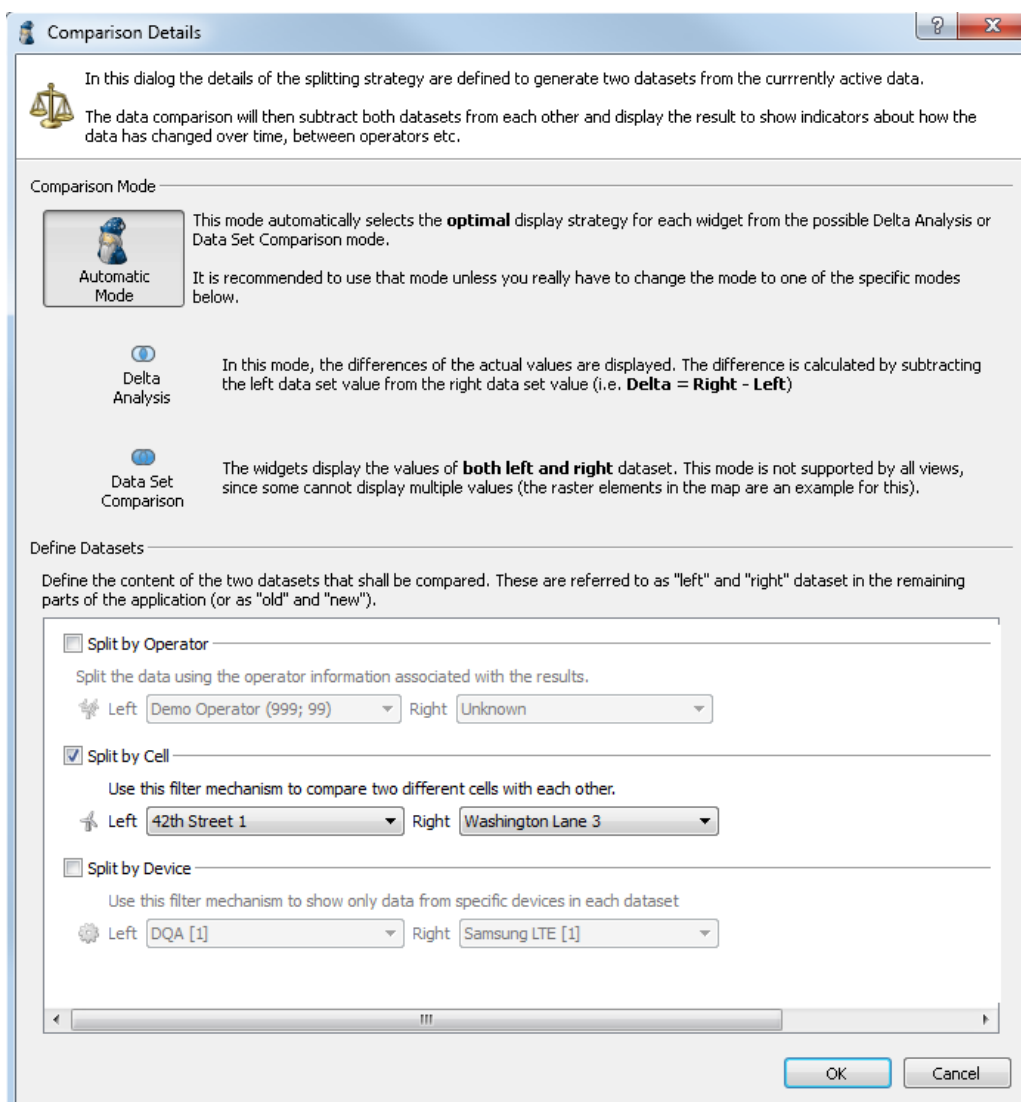 Comparison Details
In this dialog the details of the splitting strategy are defined to generate two datasets from the currrently active data.
The data comparison will then subtract both datasets from each other and display the result to show indicators about how the
data has changed over time, between operators etc.
Comparison Mode
Automatic
Mode
This mode automatically selects the optimal display strategy for each widget from the possible Delta Analysis or
Data Set Comparison mode.
It is recommended to use that mode unless you really have to change the mode to one of the specific modes
below.
Delta
Analysis
In this mode, the differences of the actual values are displayed. The difference is calculated by subtracting
the left data set value from the right data set value (i.e. Delta = Right - Left)
Data Set
Comparison
The widgets display the values of both left and right dataset. This mode is not supported by all views,
since some cannot display multiple values (the raster elements in the map are an example for this).
Define Datasets
Define the content of the two datasets that shall be compared. These are referred to as "left" and "right" dataset in the remaining
parts of the application (or as "old" and "new").
Split by Operator
Split the data using the operator information associated with the results.
Left Demo Operator (999; 99) Right Unknown
Split by Cell
Use this filter mechanism to compare two different cells with each other.
Left 42th Street 1 Right Washington Lane 3
Split by Device
Use this filter mechanism to show only data from specific devices in each dataset
Left DQA [1] Right Samsung LTE [1]
OK Cancel